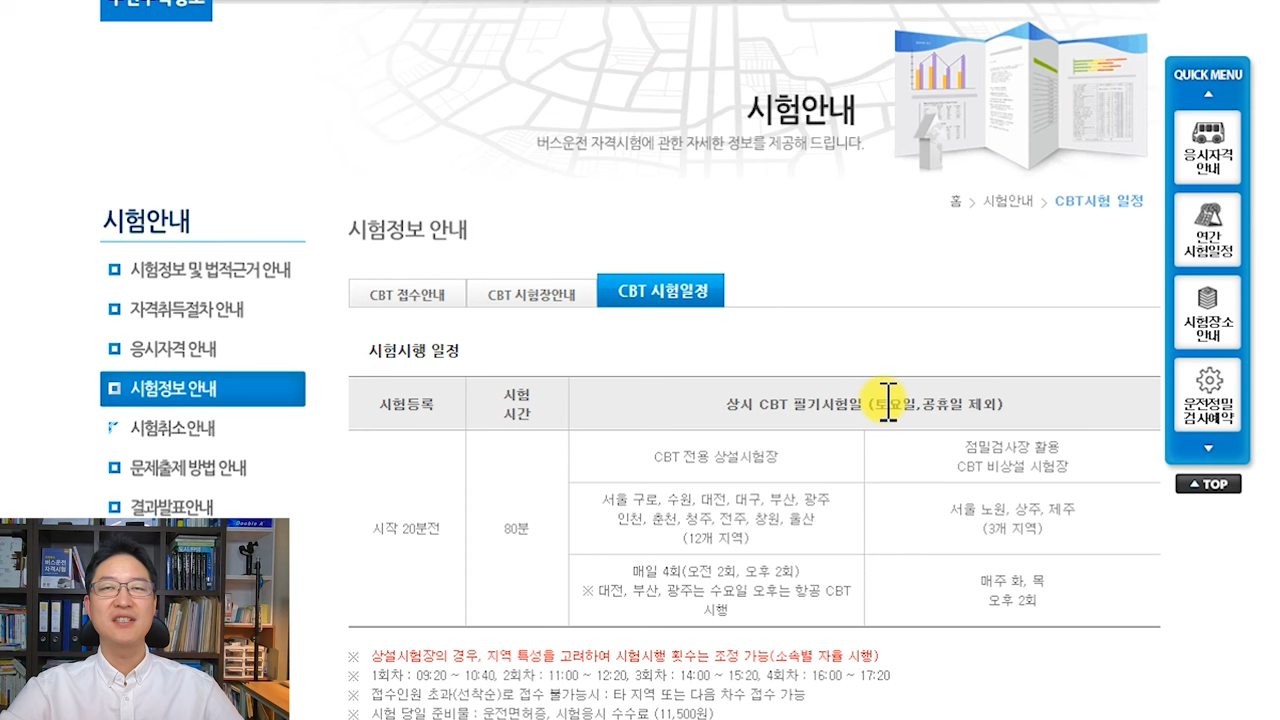 시험안내
버스운전 자격시험에 관한 자세한 정보를 제공해 드립니다.
홈 > 시험안내 > CBT시험 일정
시험안내
시험정보 및 법적근거 안내
자격취득절차 안내
응시자격 안내
시험정보 안내
시험취소 안내
문제출제 방법 안내
결과발표안내
시험정보 안내
CBT 접수안내
CBT 시험장안내
CBT 시험일정
시험시행 일정
시험등록
시험
시간
상시 CBT 필기시험일 (토요일,공휴일 제외)
CBT 전용 상설시험장
점밀검사장 활용
CBT 비상설 시험장
시작 20분전
80분
서울 구로, 수원, 대전, 대구, 부산, 광주
인천, 춘천, 청주, 전주, 창원, 울산
(12개 지역)
서울 노원, 상주, 제주
(3개 지역)
매일 4회(오전 2회, 오후 2회)
※ 대전, 부산, 광주는 수요일 오후는 항공 CBT
시행
매주 화, 목
오후 2회
※ 상설시험장의 경우, 지역 특성을 고려하여 시험시행 횟수는 조정 가능(소속별 자율 시행)
※ 1회차 : 09:20 ~ 10:40, 2회차 : 11:00 ~ 12:20, 3회차 : 14:00 ~ 15:20, 4회차 : 16:00 ~ 17:20
※ 접수인원 초과(선착순)로 접수 불가능시 : 타 지역 또는 다음 차수 접수 가능
※ 시험 당일 준비물 : 운전면허증, 시험응시 수수료 (11,500원)
QUICK MENU
응시자격
안내
연간
시험일정
시험장소
안내
운전정밀
검사예약
TOP
버스운전
자격시험
Double A